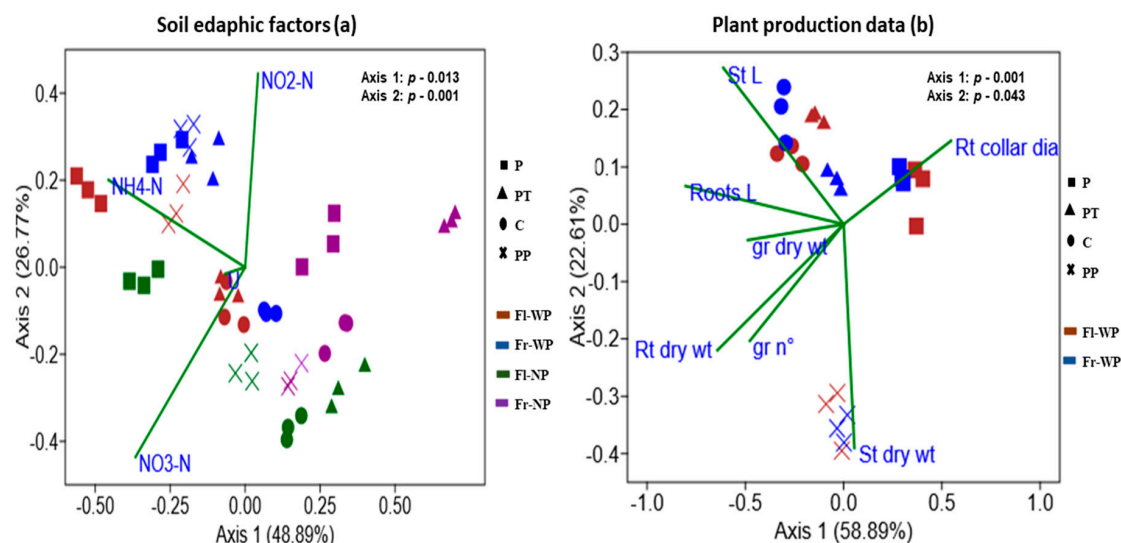 Soil edaphic factors (a)
Plant production data (b)
Axis 1: p - 0.013
Axis 2: p - 0.001
NO2-N
NH4-N
U
NO3-N
0.4
0.2
0.0
-0.2
-0.4
Axis 2 (26.77%)
-0.50
-0.25
0.00
0.25
0.50
Axis 1 (48.89%)
P
PT
C
PP
Fl-WP
Fr-WP
Fl-NP
Fr-NP
Axis 1: p - 0.001
Axis 2: p - 0.043
St L
Rt collar dia
Roots L
gr dry wt
Rt dry wt
gr n°
St dry wt
0.3
0.2
0.1
0.0
-0.1
-0.2
-0.3
-0.4
Axis 2 (22.61%)
-1.0
-0.5
0.0
0.5
1.0
Axis 1 (58.89%)
P
PT
C
PP
Fl-WP
Fr-WP